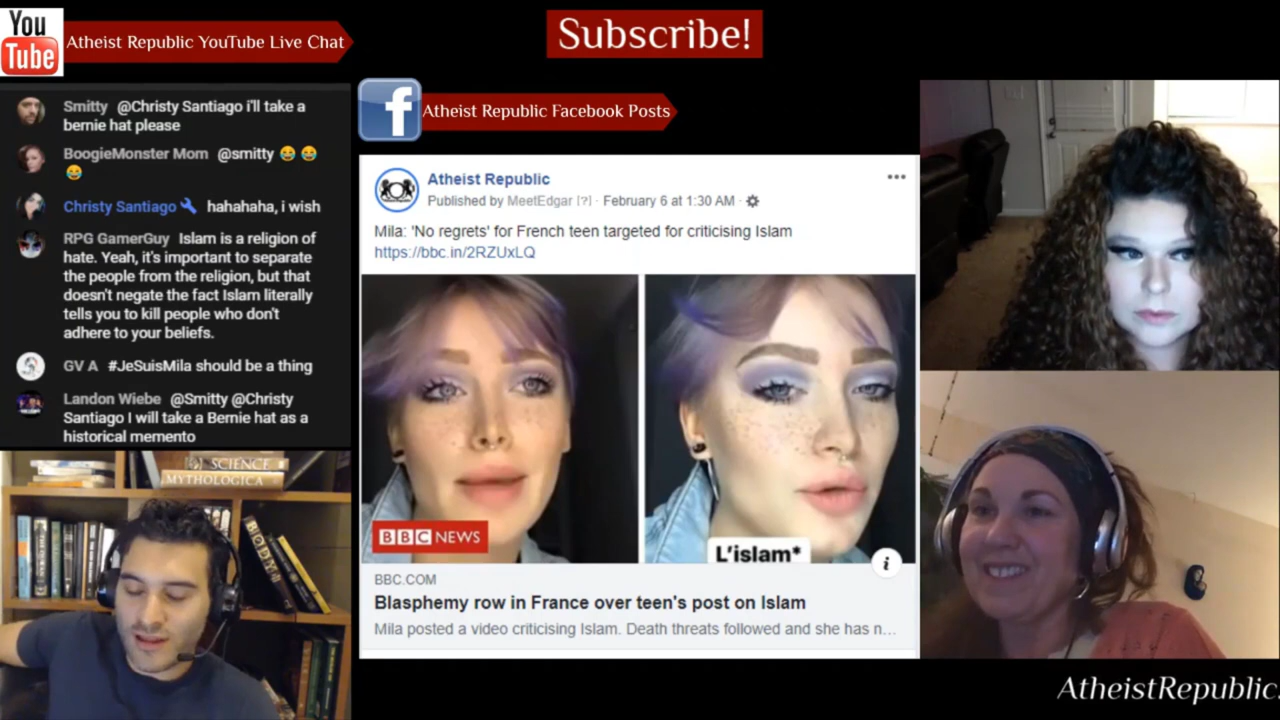 You
Tube
Atheist Republic YouTube Live Chat
Subscribe!
Smitty @Christy Santiago i'll take a
bernie hat please
BoogieMonster Mom @smitty 😂 😂
😂
Christy Santiago hahahaha, i wish
RPG GamerGuy Islam is a religion of
hate. Yeah, it's important to separate
the people from the religion, but that
doesn't negate the fact Islam literally
tells you to kill people who don't
adhere to your beliefs.
GV A #JeSuisMila should be a thing
Landon Wiebe @Smitty @Christy
Santiago I will take a Bernie hat as a
historical memento
f
Atheist Republic Facebook Posts
Atheist Republic
Published by MeetEdgar [?] · February 6 at 1:30 AM ·
Mila: 'No regrets' for French teen targeted for criticising Islam
https://bbc.in/2RZUxLQ
BBC NEWS
L'islam*
i
BBC.COM
Blasphemy row in France over teen's post on Islam
Mila posted a video criticising Islam. Death threats followed and she has n...
SCIENCE
MYTHOLOGICA
BODY
AtheistRepublic.